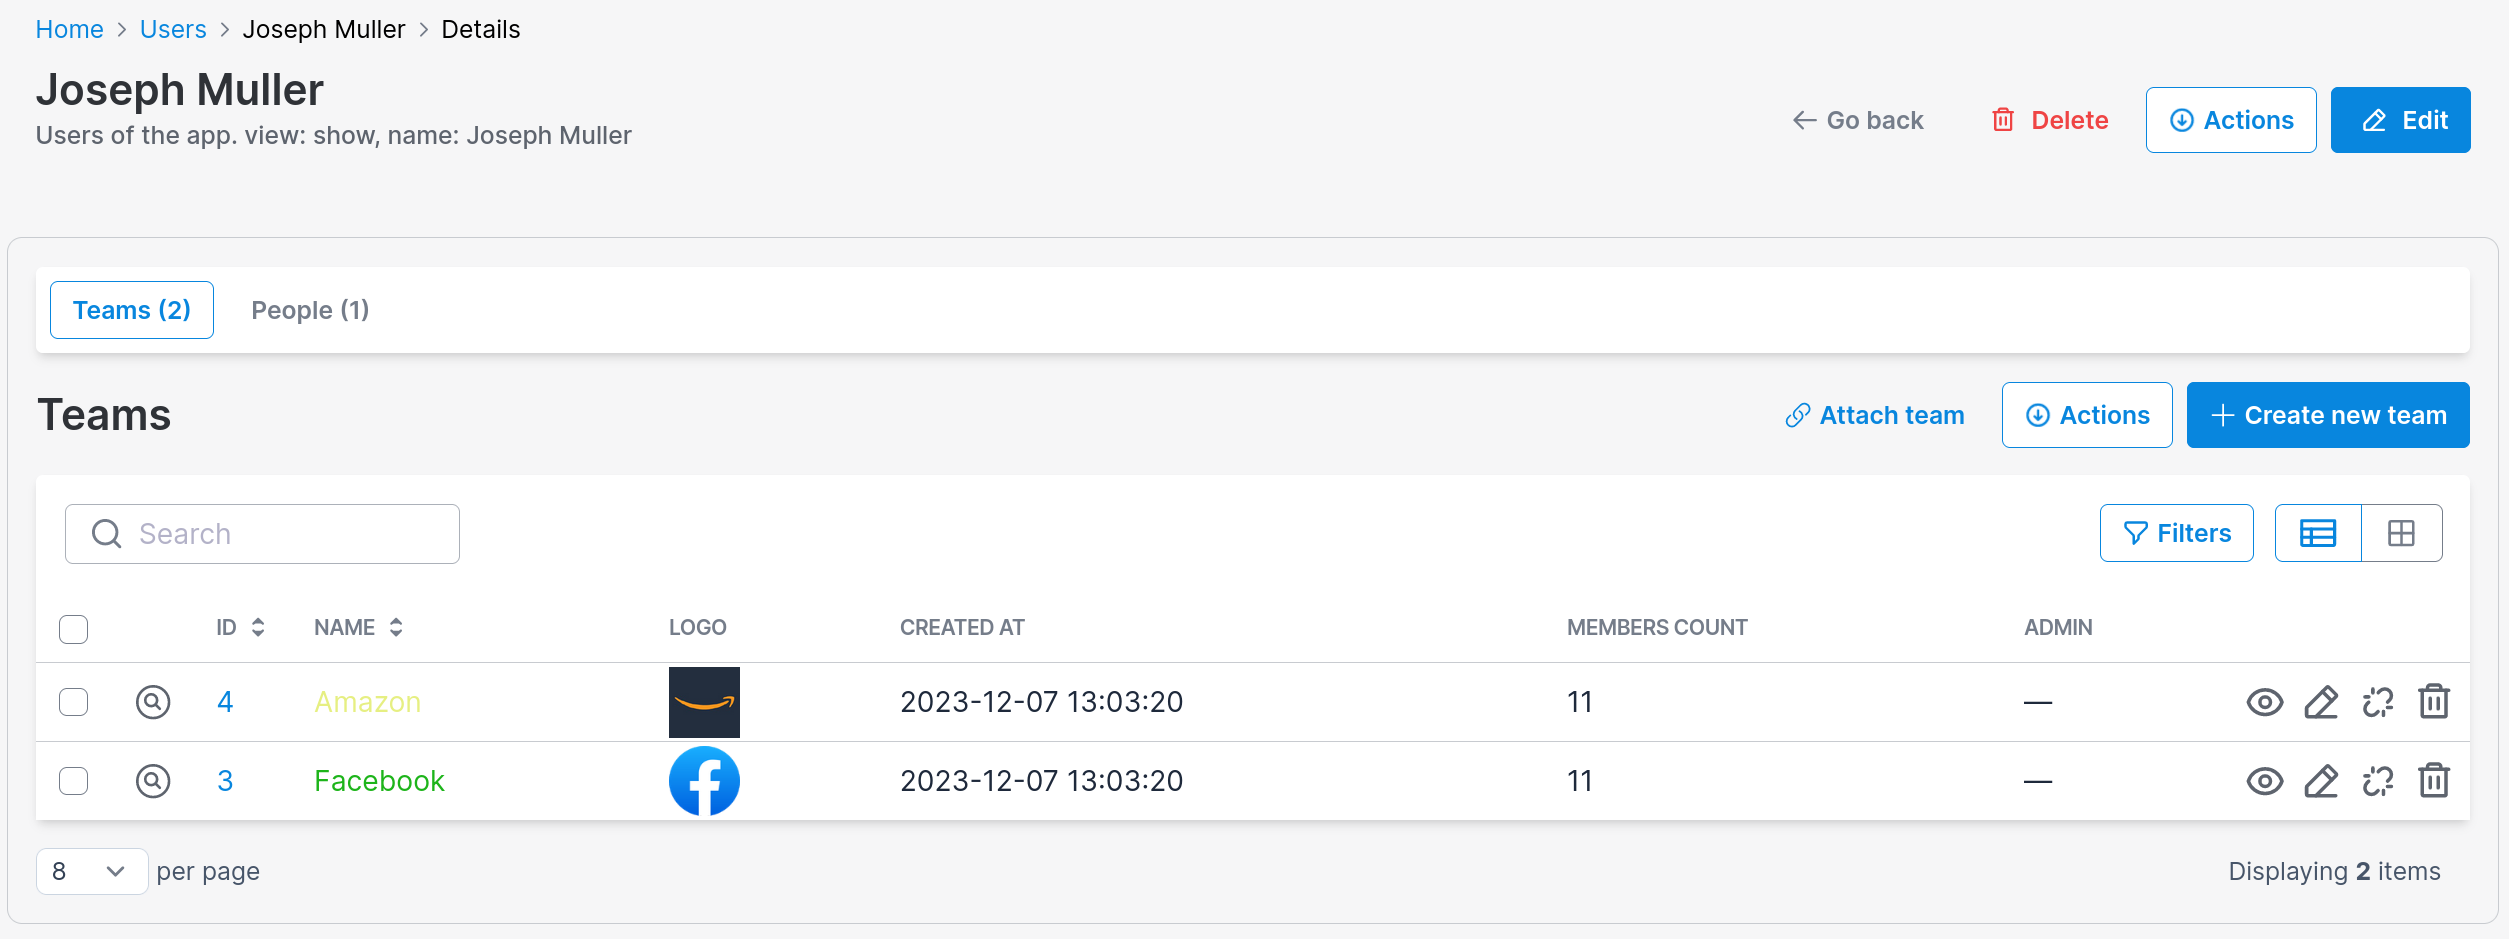 Home > Users > Joseph Muller > Details
Joseph Muller
Users of the app. view: show, name: Joseph Muller
Go back Delete Actions Edit
Teams (2) People (1)
Teams
Attach team Actions Create new team
Search
Filters
ID NAME LOGO CREATED AT MEMBERS COUNT ADMIN
4 Amazon 2023-12-07 13:03:20 11 —
3 Facebook 2023-12-07 13:03:20 11 —
8 per page
Displaying 2 items